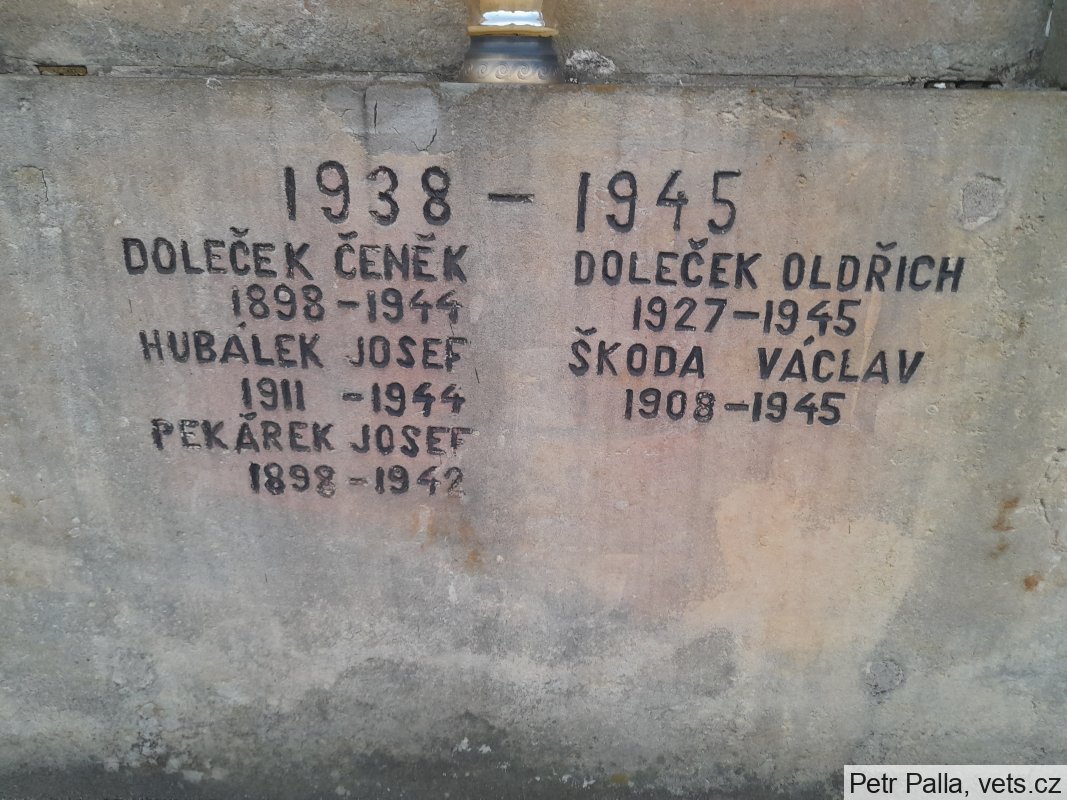 1938 – 1945
DOLEČEK ČENĚK
1898 – 1944
HUBÁLEK JOSEF
1911 – 1944
PEKÁREK JOSEF
1898 – 1942
DOLEČEK OLDŘICH
1927 – 1945
ŠKODA VÁCLAV
1908 – 1945
Petr Palla, vets.cz